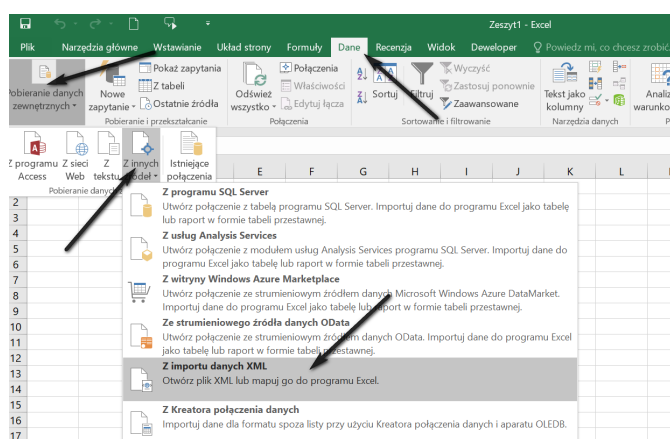 Zeszyt1 - Excel
Plik Narzędzia główne Wstawianie Układ strony Formuły Dane Recenzja Widok Deweloper Powiedz mi, co chcesz zrobić.
Pobieranie danych zewnętrznych
Nowe zapytanie
Pokaż zapytania
Z tabeli
Ostatnie źródła
Pobieranie i przekształcanie
Odśwież wszystko
Połączenia
Właściwości
Edytuj łącza
Połączenia
Sortuj
Filtruj
Wyczyść
Zastosuj ponownie
Zaawansowane
Sortowanie i filtrowanie
Tekst jako kolumny
Narzędzia danych
Z programu Access
Z sieci Web
Z tekstu
Z innych
Istniejące połączenia
Pobieranie danych
E F G H I J K L
2
3
4
5
6
7
8
9
10
11
12
13
14
15
16
17
Z programu SQL Server
Utwórz połączenie z tabelą programu SQL Server. Importuj dane do programu Excel jako tabelę
lub raport w formie tabeli przestawnej.
Z usług Analysis Services
Utwórz połączenie z modułem usług Analysis Services programu SQL Server. Importuj dane do
programu Excel jako tabelę lub raport w formie tabeli przestawnej.
Z witryny Windows Azure Marketplace
Utwórz połączenie ze strumieniowym źródłem danych Microsoft Windows Azure DataMarket.
Importuj dane do programu Excel jako tabelę lub raport w formie tabeli przestawnej.
Ze strumieniowego źródła danych OData
Utwórz połączenie ze strumieniowym źródłem danych OData. Importuj dane do programu Excel
jako tabelę lub raport w formie tabeli przestawnej.
Z importu danych XML
Otwórz plik XML lub mapuj go do programu Excel.
Z Kreatora połączenia danych
Importuj dane dla formatu spoza listy przy użyciu Kreatora połączenia danych i aparatu OLEDB.